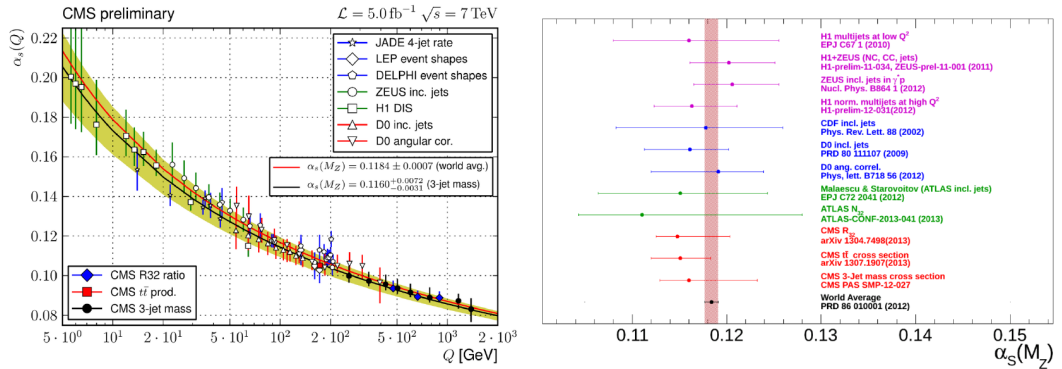 CMS preliminary
ℒ = 5.0 fb⁻¹ √s = 7 TeV
αs(Q)
0.22
0.20
0.18
0.16
0.14
0.12
0.10
0.08
JADE 4-jet rate
LEP event shapes
DELPHI event shapes
ZEUS inc. jets
H1 DIS
D0 inc. jets
D0 angular cor.
αs(MZ) = 0.1184 ± 0.0007 (world avg.)
αs(MZ) = 0.1160 +0.0072 −0.0031 (3-jet mass)
CMS R32 ratio
CMS tt̄ prod.
CMS 3-jet mass
5·10⁰ 10¹ 2·10¹ 5·10¹ 10² 2·10² 5·10² 10³ 2·10³
Q [GeV]
H1 multijets at low Q²
EPJ C67 1 (2010)
H1+ZEUS (NC, CC, jets)
H1-prelim-11-034, ZEUS-prel-11-001 (2011)
ZEUS incl. jets in γ*p
Nucl. Phys. B864 1 (2012)
H1 norm. multijets at high Q²
H1-prelim-12-031(2012)
CDF incl. jets
Phys. Rev. Lett. 88 (2002)
D0 incl. jets
PRD 80 111107 (2009)
D0 ang. correl.
Phys, lett. B718 56 (2012)
Malaescu & Starovoitov (ATLAS incl. jets)
EPJ C72 2041 (2012)
ATLAS N32
ATLAS-CONF-2013-041 (2013)
CMS R32
arXiv 1304.7498(2013)
CMS tt̄ cross section
arXiv 1307.1907(2013)
CMS 3-Jet mass cross section
CMS PAS SMP-12-027
World Average
PRD 86 010001 (2012)
0.11 0.12 0.13 0.14 0.15
αS(MZ)